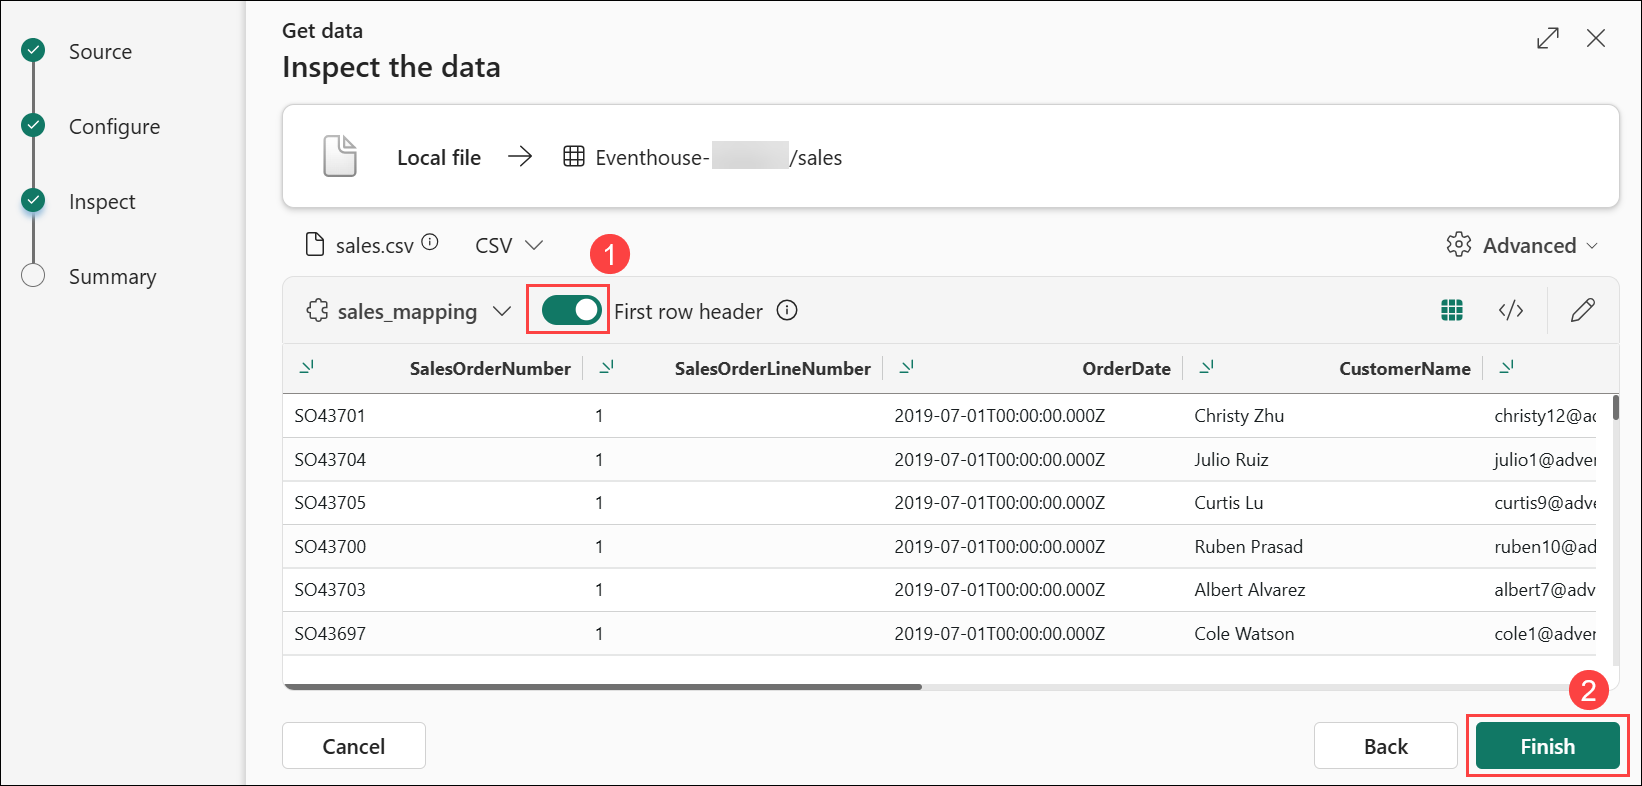 Source
Configure
Inspect
Summary
Get data
Inspect the data
Local file → Eventhouse- /sales
sales.csv CSV
1
Advanced
sales_mapping First row header
</>
SalesOrderNumber SalesOrderLineNumber OrderDate CustomerName
SO43701 1 2019-07-01T00:00:00.000Z Christy Zhu christy12@ad
SO43704 1 2019-07-01T00:00:00.000Z Julio Ruiz julio1@adver
SO43705 1 2019-07-01T00:00:00.000Z Curtis Lu curtis9@adve
SO43700 1 2019-07-01T00:00:00.000Z Ruben Prasad ruben10@ad
SO43703 1 2019-07-01T00:00:00.000Z Albert Alvarez albert7@adv
SO43697 1 2019-07-01T00:00:00.000Z Cole Watson cole1@adver
2
Cancel Back Finish